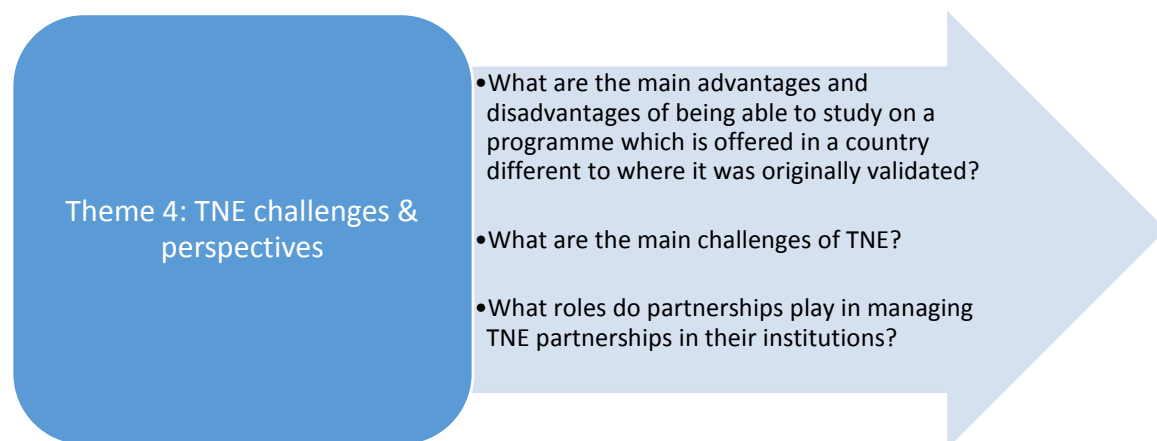 Theme 4: TNE challenges &
perspectives
•What are the main advantages and
disadvantages of being able to study on a
programme which is offered in a country
different to where it was originally validated?
•What are the main challenges of TNE?
•What roles do partnerships play in managing
TNE partnerships in their institutions?